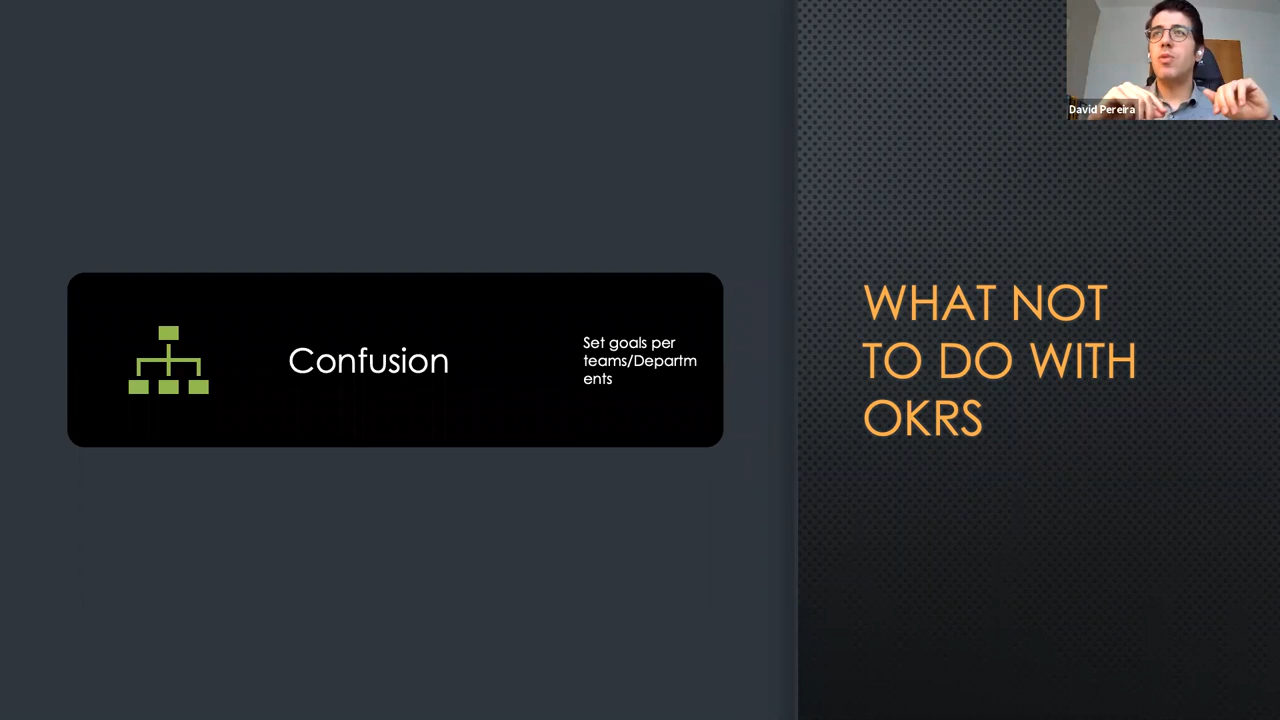 David Pereira
Confusion
Set goals per
teams/Departm
ents
WHAT NOT
TO DO WITH
OKRS